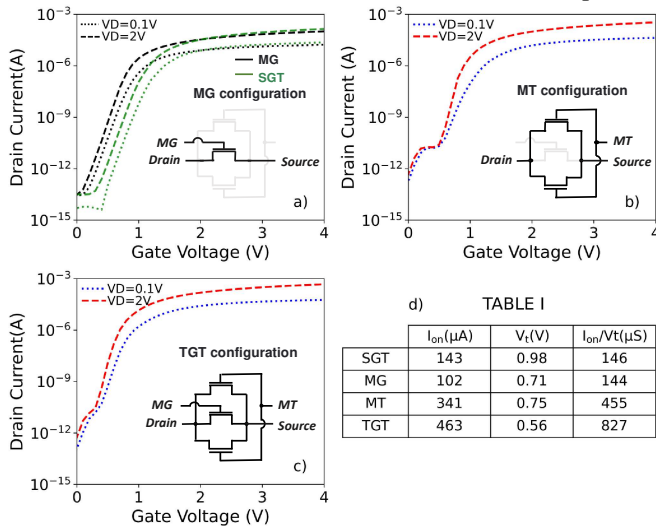 10⁻³
10⁻⁶
10⁻⁹
10⁻¹²
10⁻¹⁵
Drain Current(A)
VD=0.1V
VD=2V
MG
SGT
MG configuration
MG
Drain
Source
a)
0 1 2 3 4
Gate Voltage (V)
10⁻³
10⁻⁶
10⁻⁹
10⁻¹²
10⁻¹⁵
Drain Current(A)
VD=0.1V
VD=2V
MT configuration
MT
Drain
Source
b)
0 1 2 3 4
Gate Voltage (V)
10⁻³
10⁻⁶
10⁻⁹
10⁻¹²
10⁻¹⁵
Drain Current(A)
VD=0.1V
VD=2V
TGT configuration
MG
MT
Drain
Source
c)
0 1 2 3 4
Gate Voltage (V)
d) TABLE I
Iₒₙ(µA) Vₜ(V) Iₒₙ/Vt(µS)
SGT 143 0.98 146
MG 102 0.71 144
MT 341 0.75 455
TGT 463 0.56 827